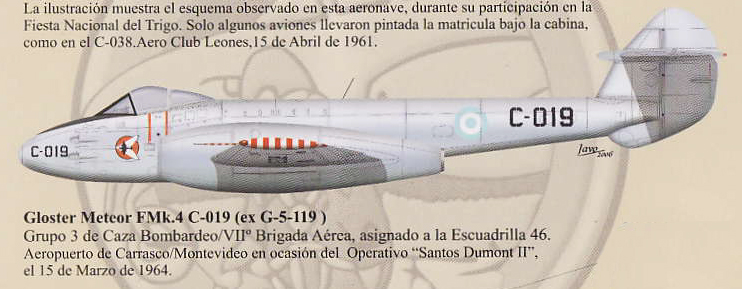 La ilustración muestra el esquema observado en esta aeronave, durante su participación en la
Fiesta Nacional del Trigo. Solo algunos aviones llevaron pintada la matricula bajo la cabina,
como en el C-038.Aero Club Leones,15 de Abril de 1961.
C-019
C-019
Javo 2006
Gloster Meteor FMk.4 C-019 (ex G-5-119 )
Grupo 3 de Caza Bombardeo/VIIº Brigada Aérea, asignado a la Escuadrilla 46.
Aeropuerto de Carrasco/Montevideo en ocasión del Operativo “Santos Dumont II”,
el 15 de Marzo de 1964.